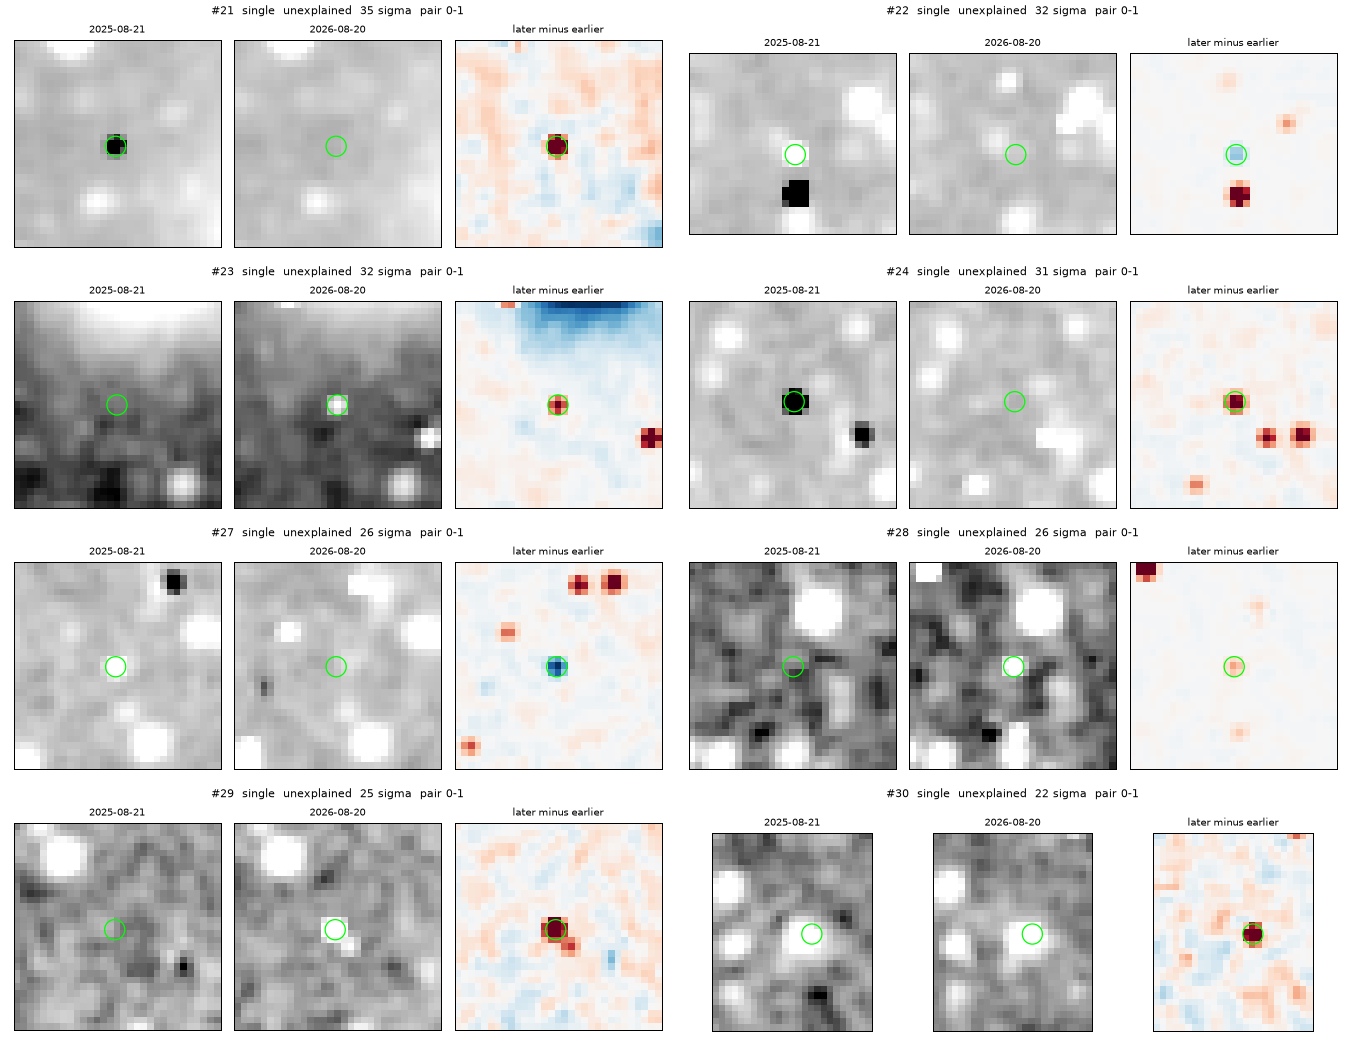 #21 single unexplained 35 sigma pair 0-1
2025-08-21 2026-08-20 later minus earlier
#22 single unexplained 32 sigma pair 0-1
2025-08-21 2026-08-20 later minus earlier
#23 single unexplained 32 sigma pair 0-1
2025-08-21 2026-08-20 later minus earlier
#24 single unexplained 31 sigma pair 0-1
2025-08-21 2026-08-20 later minus earlier
#27 single unexplained 26 sigma pair 0-1
2025-08-21 2026-08-20 later minus earlier
#28 single unexplained 26 sigma pair 0-1
2025-08-21 2026-08-20 later minus earlier
#29 single unexplained 25 sigma pair 0-1
2025-08-21 2026-08-20 later minus earlier
#30 single unexplained 22 sigma pair 0-1
2025-08-21 2026-08-20 later minus earlier